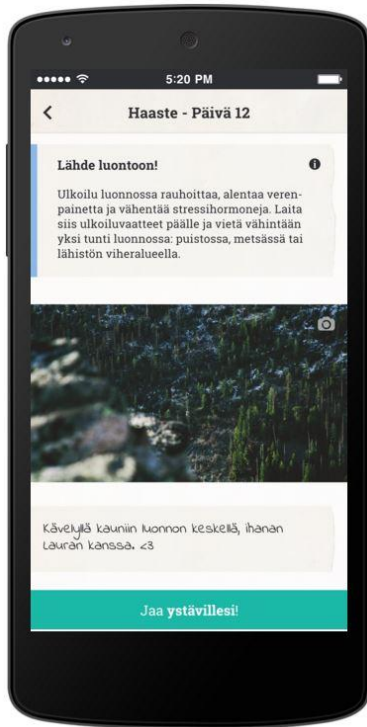 5:20 PM
Haaste - Päivä 12
Lähde luontoon!
Ulkoilu luonnossa rauhoittaa, alentaa veren-
painetta ja vähentää stressihormoneja. Laita
siis ulkoiluvaatteet päälle ja vietä vähintään
yksi tunti luonnossa: puistossa, metsässä tai
lähistön viheralueella.
Kävelyllä kauniin luonnon keskellä, ihanan
Lauran kanssa. <3
Jaa ystävillesi!